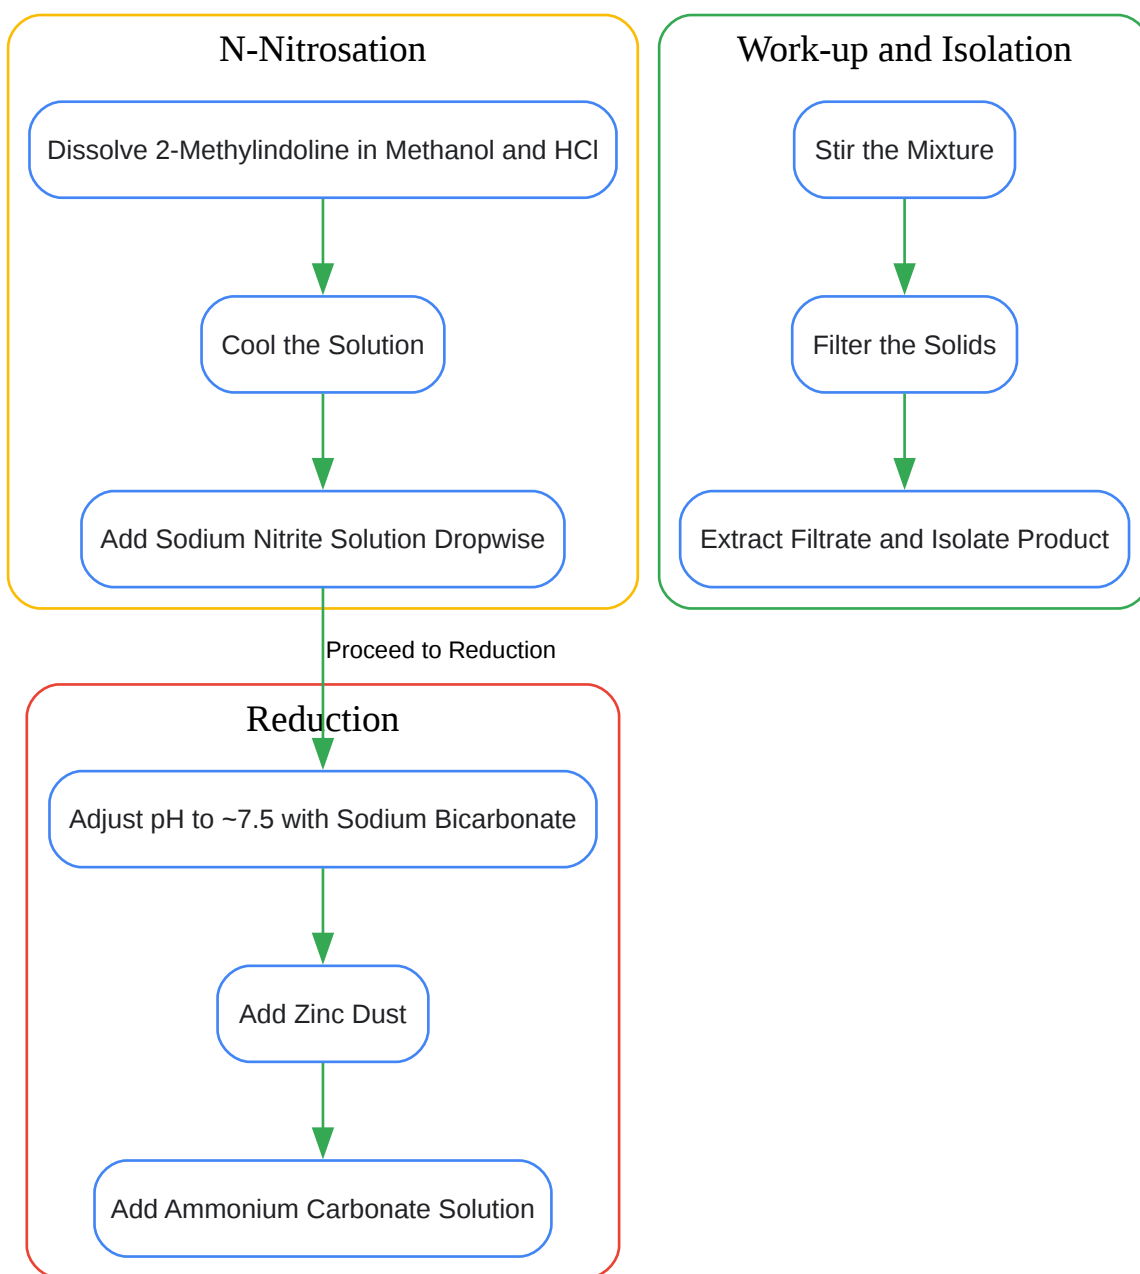 N-Nitrosation
Dissolve 2-Methylindoline in Methanol and HCl
Cool the Solution
Add Sodium Nitrite Solution Dropwise
Proceed to Reduction
Reduction
Adjust pH to ~7.5 with Sodium Bicarbonate
Add Zinc Dust
Add Ammonium Carbonate Solution
Work-up and Isolation
Stir the Mixture
Filter the Solids
Extract Filtrate and Isolate Product